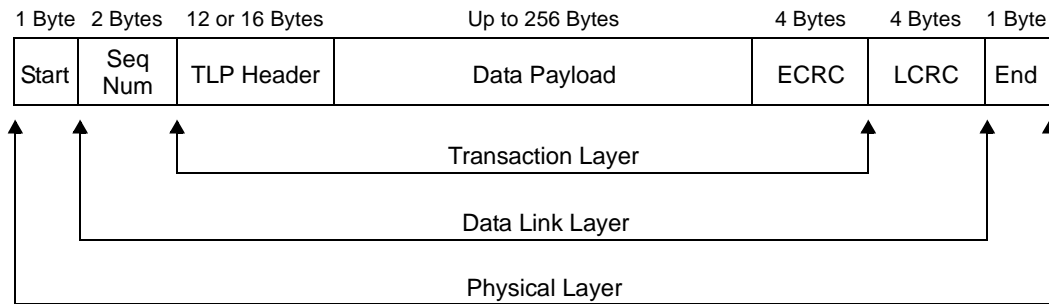 1 Byte 2 Bytes 12 or 16 Bytes Up to 256 Bytes 4 Bytes 4 Bytes 1 Byte
Start Seq Num TLP Header Data Payload ECRC LCRC End
Transaction Layer
Data Link Layer
Physical Layer